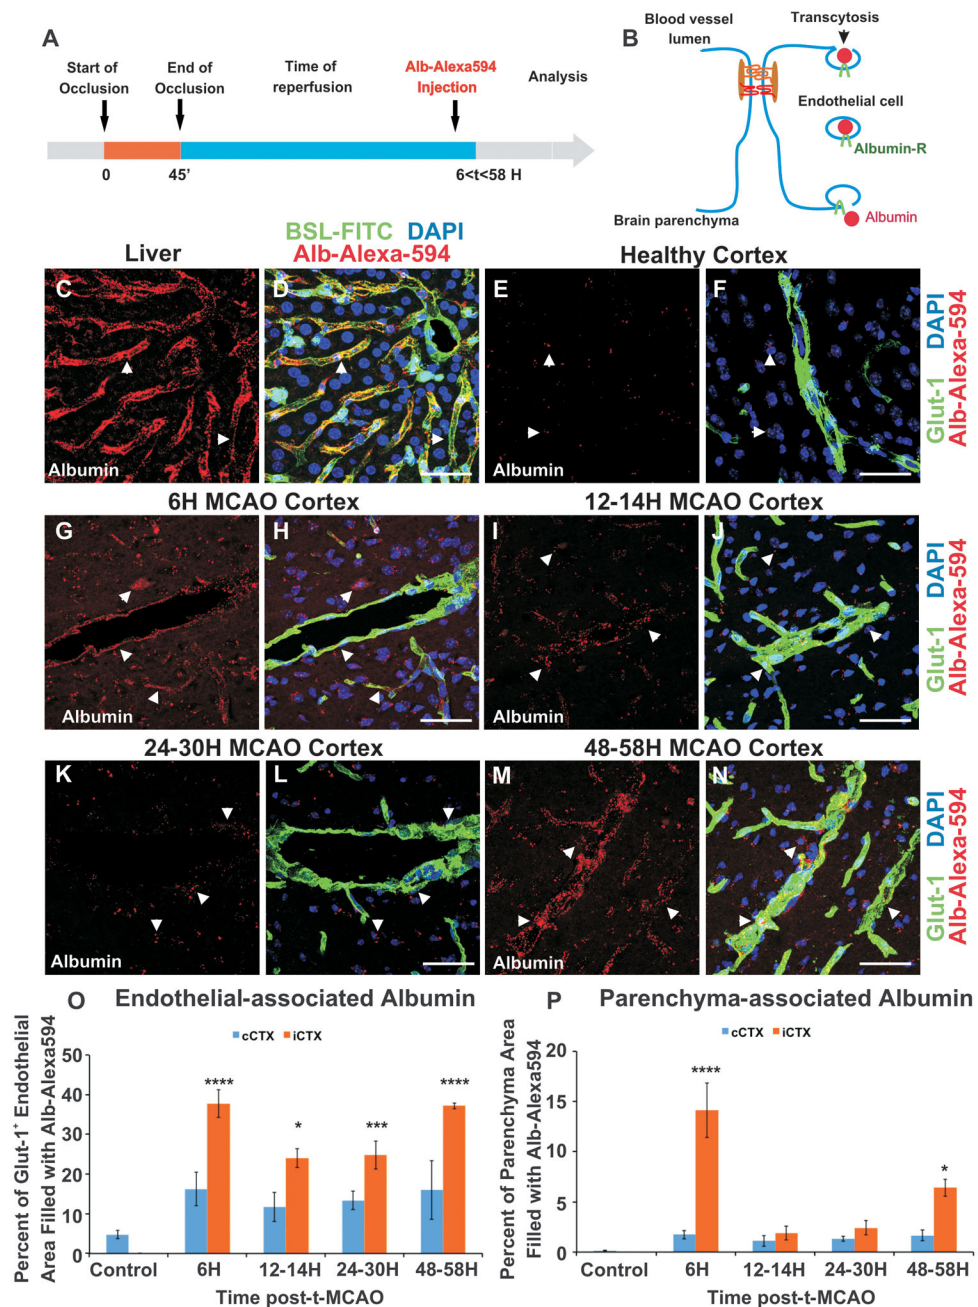 A
Start of
Occlusion
End of
Occlusion
Time of
reperfusion
Alb-Alexa594
Injection
Analysis
0
45’
6<t<58 H
B
Blood vessel
lumen
Transcytosis
Endothelial cell
Albumin-R
Brain parenchyma
Albumin
Liver
BSL-FITC DAPI
Alb-Alexa-594
Healthy Cortex
C
Albumin
D
E
Albumin
F
Glut-1 DAPI
Alb-Alexa-594
6H MCAO Cortex
12-14H MCAO Cortex
G
Albumin
H
I
Albumin
J
Glut-1 DAPI
Alb-Alexa-594
24-30H MCAO Cortex
48-58H MCAO Cortex
K
Albumin
L
M
Albumin
N
Glut-1 DAPI
Alb-Alexa-594
O Endothelial-associated Albumin
cCTX iCTX
Percent of Glut-1+ Endothelial
Area Filled with Alb-Alexa594
50
40
30
20
10
0
****
*
***
****
Control 6H 12-14H 24-30H 48-58H
Time post-t-MCAO
P Parenchyma-associated Albumin
cCTX iCTX
Percent of Parenchyma Area
Filled with Alb-Alexa594
20
15
10
5
0
****
*
Control 6H 12-14H 24-30H 48-58H
Time post-t-MCAO